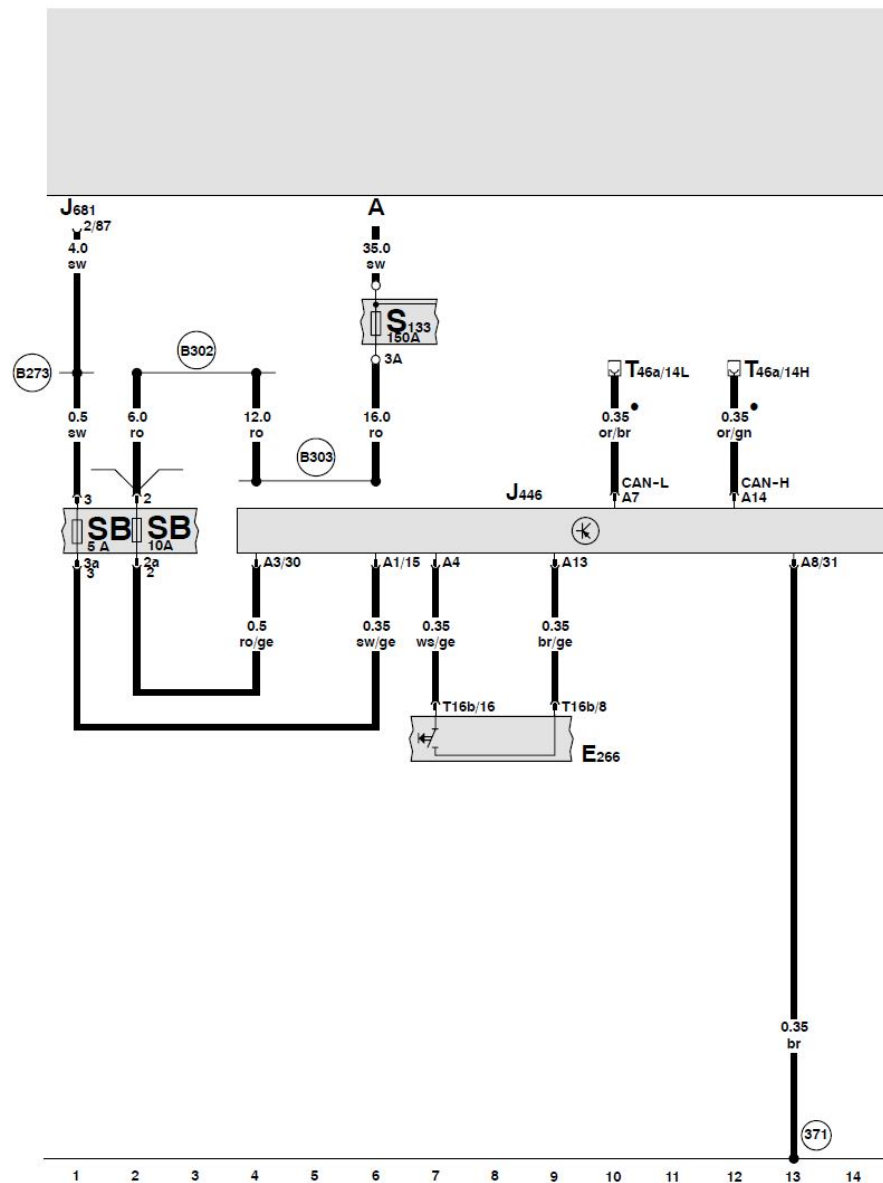 J681
A
2/87
4.0
sw
35.0
sw
S133
150A
3A
B302
B273
T46a/14L
T46a/14H
0.5
sw
6.0
ro
12.0
ro
16.0
ro
0.35
or/br
0.35
or/gn
B303
CAN-L
A7
CAN-H
A14
3
2
J446
SB
5 A
SB
10A
3a
3
2a
2
A3/30
A1/15
A4
A13
A8/31
0.5
ro/ge
0.35
sw/ge
0.35
ws/ge
0.35
br/ge
T16b/16
T16b/8
E266
0.35
br
371
1 2 3 4 5 6 7 8 9 10 11 12 13 14